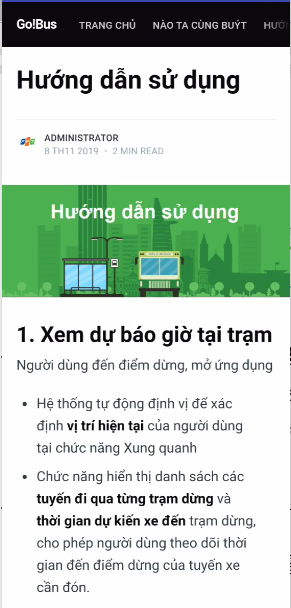 Go!Bus TRANG CHỦ NÀO TA CÙNG BUÝT
Hướng dẫn sử dụng
ADMINISTRATOR
8 TH11 2019 • 2 MIN READ
Hướng dẫn sử dụng
1. Xem dự báo giờ tại trạm
Người dùng đến điểm dừng, mở ứng dụng
• Hệ thống tự động định vị để xác
định vị trí hiện tại của người dùng
tại chức năng Xung quanh
• Chức năng hiển thị danh sách các
tuyến đi qua từng trạm dừng và
thời gian dự kiến xe đến trạm dừng,
cho phép người dùng theo dõi thời
gian đến điểm dừng của tuyến xe
cần đón.